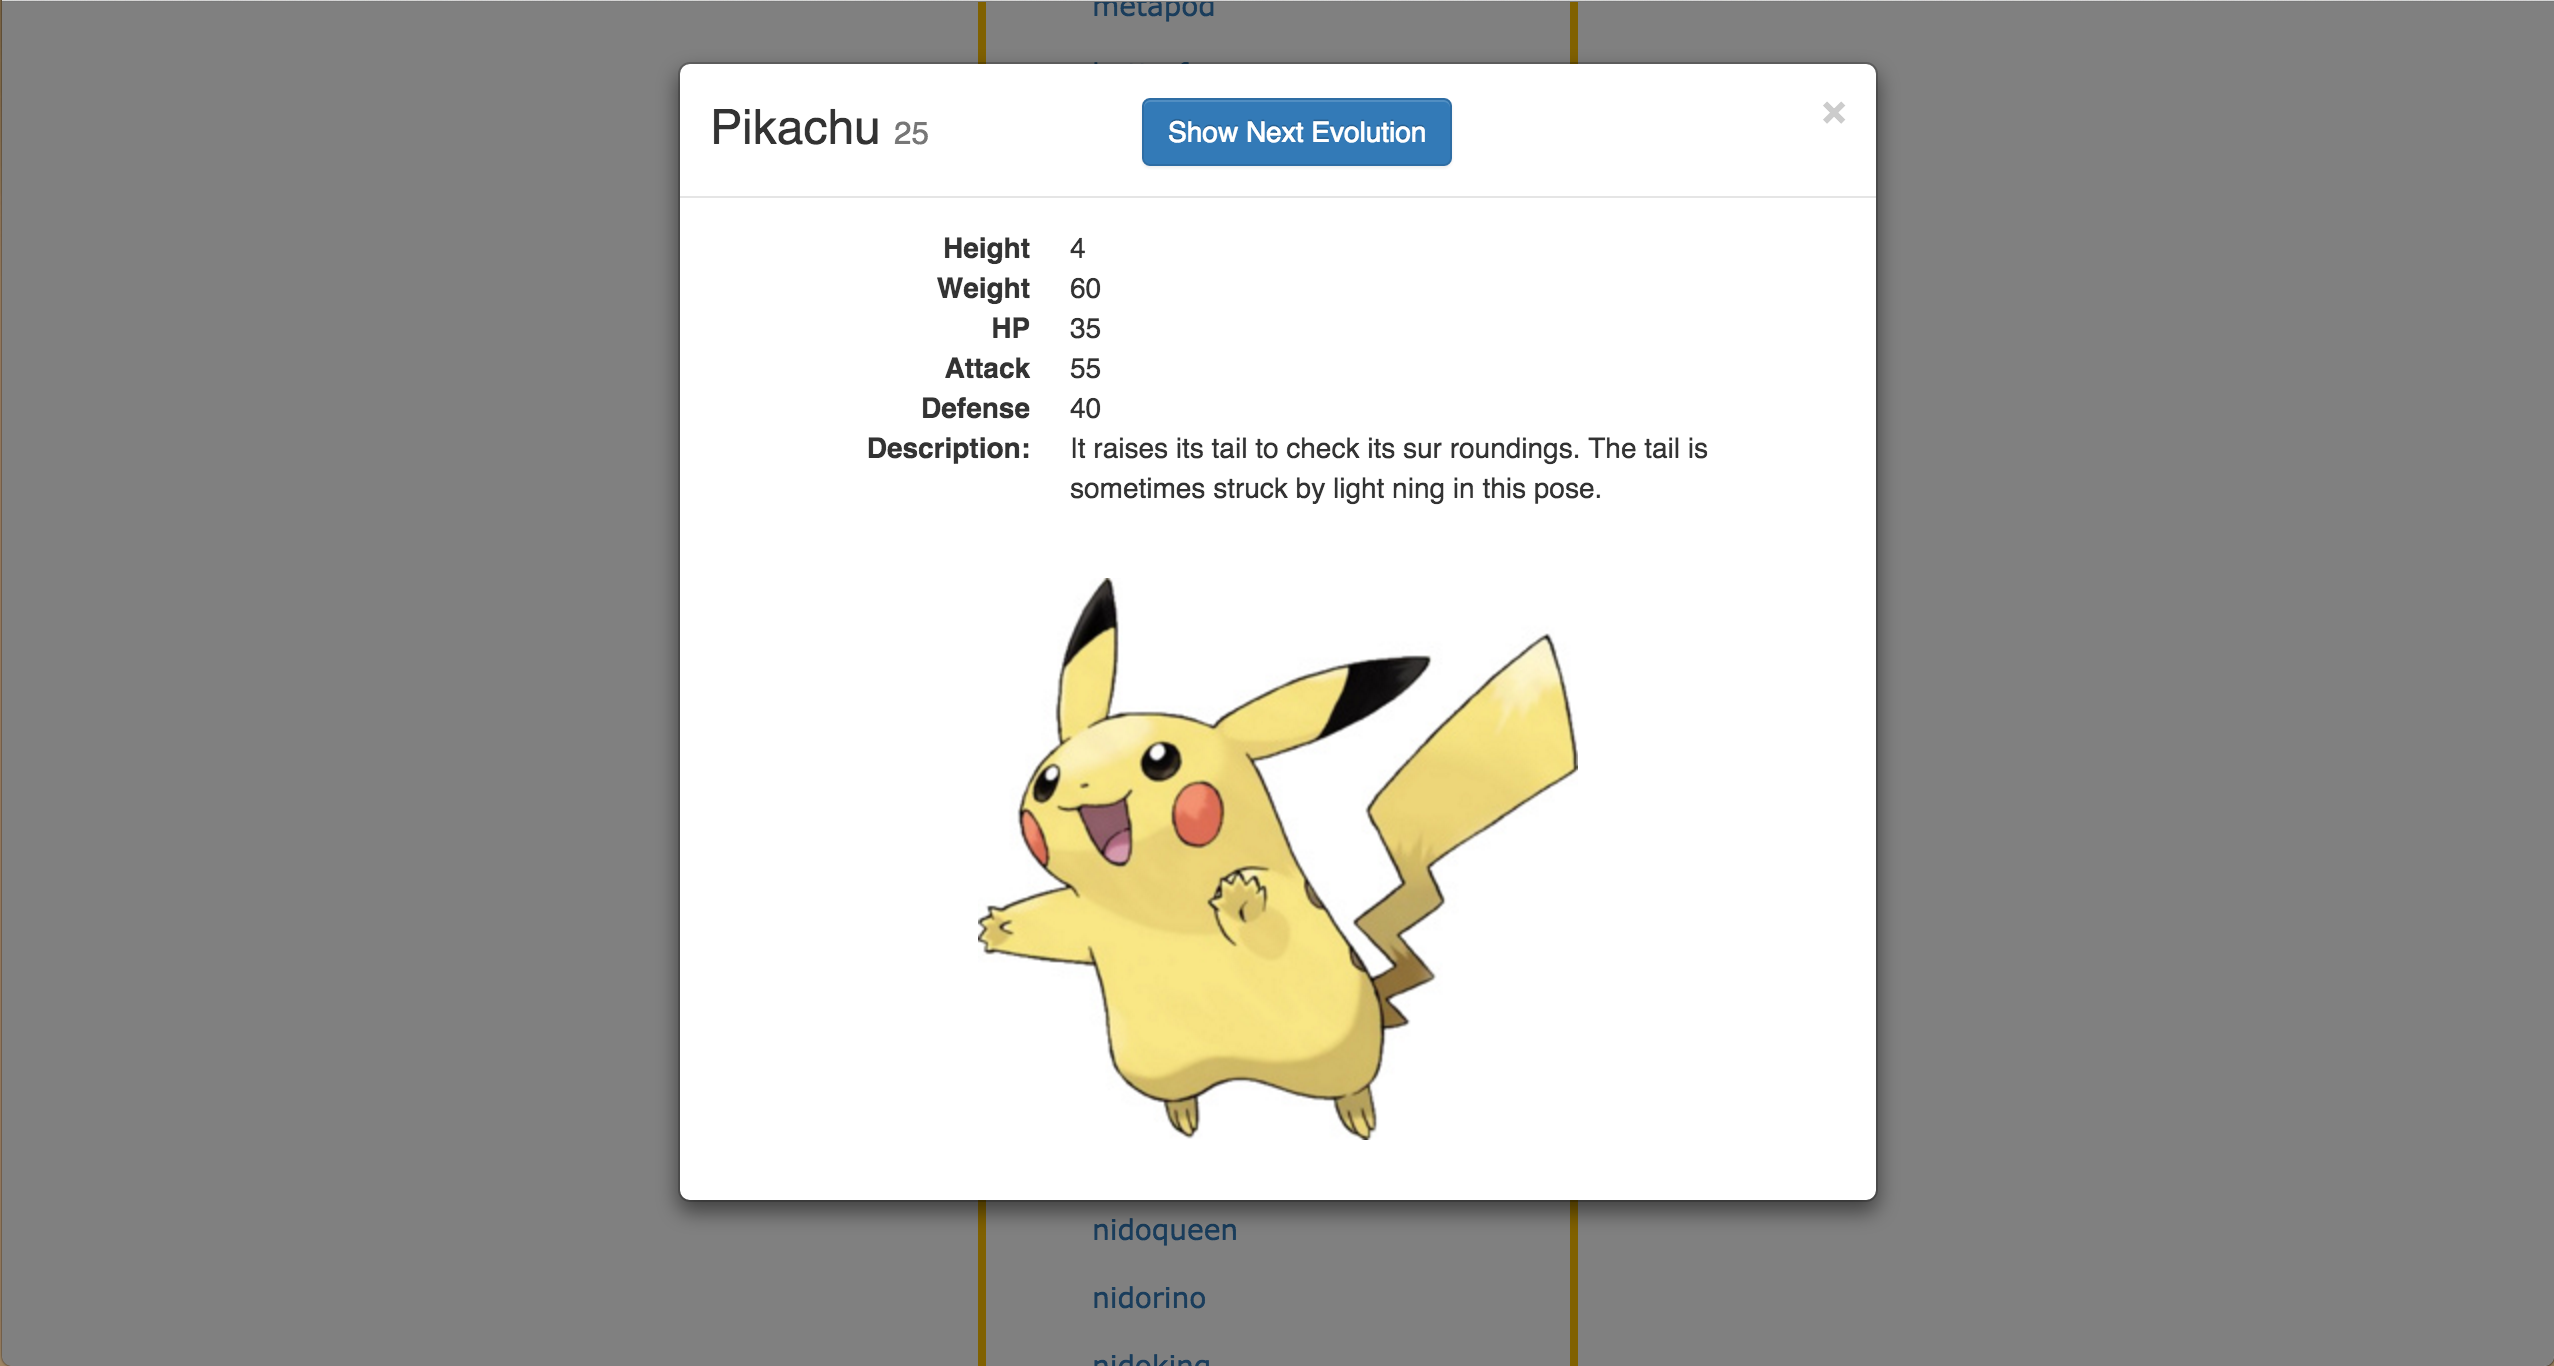 metapod
Pikachu 25
Show Next Evolution
×
Height 4
Weight 60
HP 35
Attack 55
Defense 40
Description: It raises its tail to check its sur roundings. The tail is
sometimes struck by light ning in this pose.
nidoqueen
nidorino
nidoking